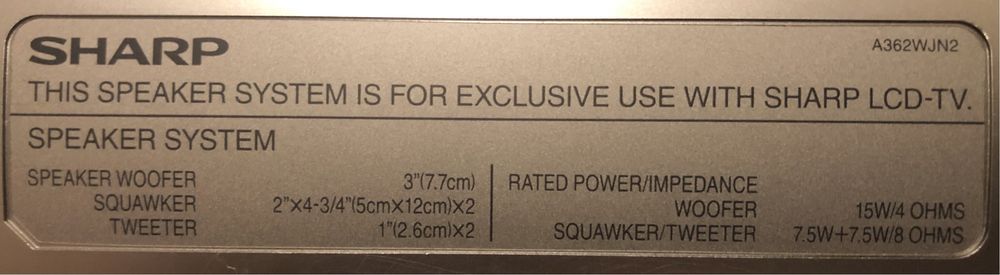 SHARP
A362WJN2
THIS SPEAKER SYSTEM IS FOR EXCLUSIVE USE WITH SHARP LCD-TV.
SPEAKER SYSTEM
SPEAKER WOOFER 3"(7.7cm)
SQUAWKER 2"×4-3/4"(5cm×12cm)×2
TWEETER 1"(2.6cm)×2
RATED POWER/IMPEDANCE
WOOFER 15W/4 OHMS
SQUAWKER/TWEETER 7.5W+7.5W/8 OHMS